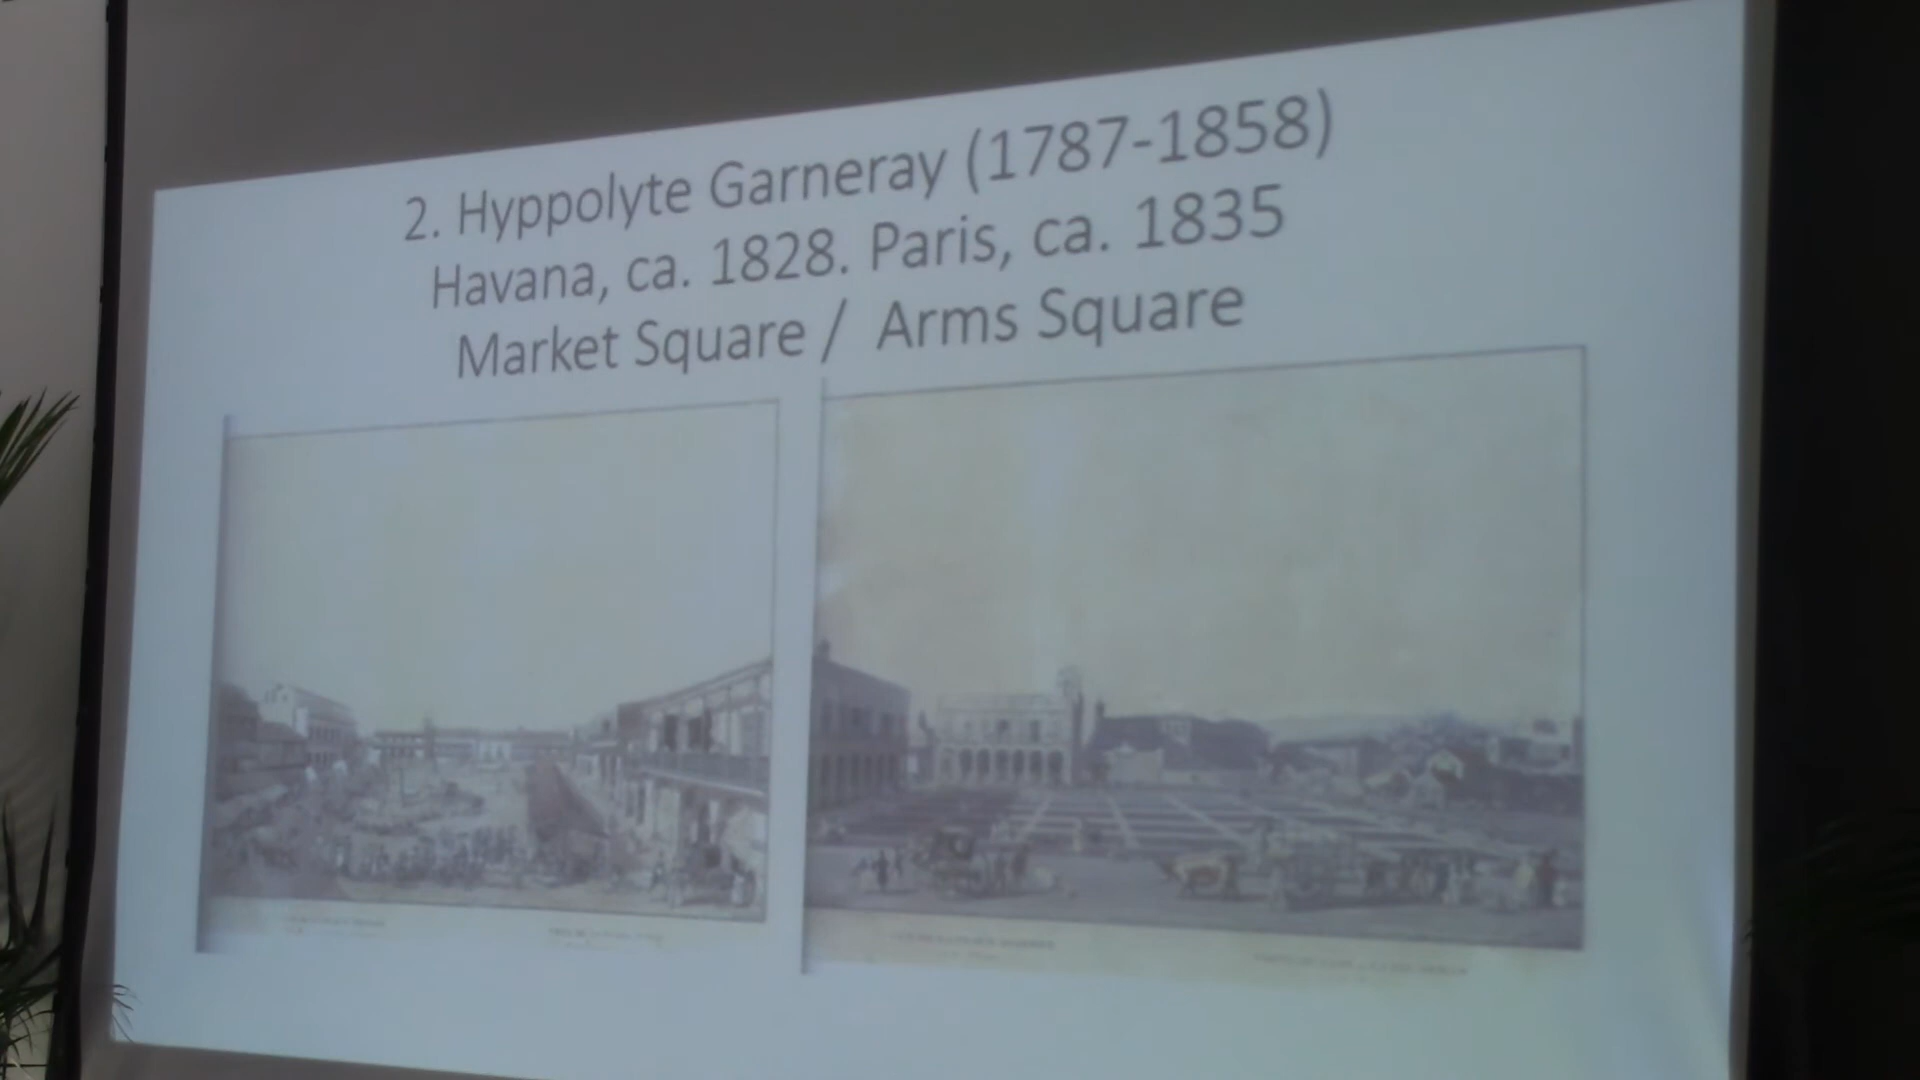 2. Hyppolyte Garneray (1787-1858)
Havana, ca. 1828. Paris, ca. 1835
Market Square / Arms Square